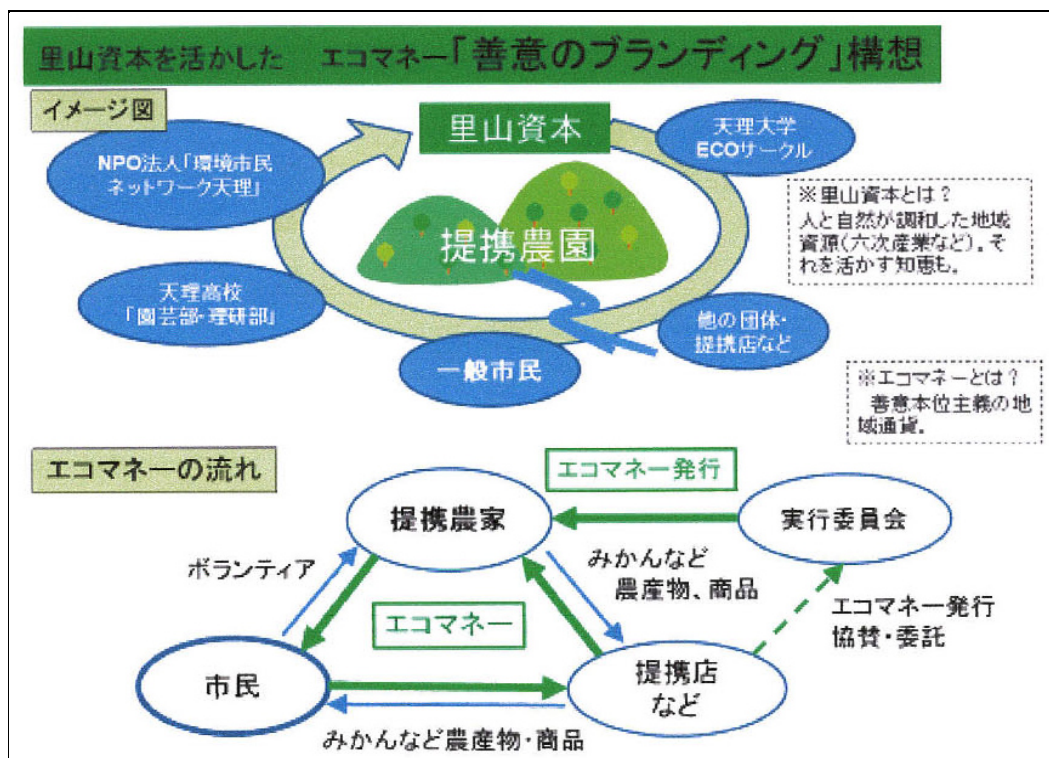 里山資本を活かした　エコマネー「善意のブランディング」構想
イメージ図
里山資本
天理大学
ECOサークル
NPO法人「環境市民
ネットワーク天理」
提携農園
※里山資本とは？
人と自然が調和した地域
資源（六次産業など）。そ
れを活かす知恵も。
天理高校
「園芸部・理研部」
他の団体・
提携店など
一般市民
※エコマネーとは？
善意本位主義の地
域通貨。
エコマネーの流れ
エコマネー発行
提携農家
実行委員会
ボランティア
みかんなど
農産物、商品
エコマネー
エコマネー発行
協賛・委託
市民
提携店
など
みかんなど農産物・商品